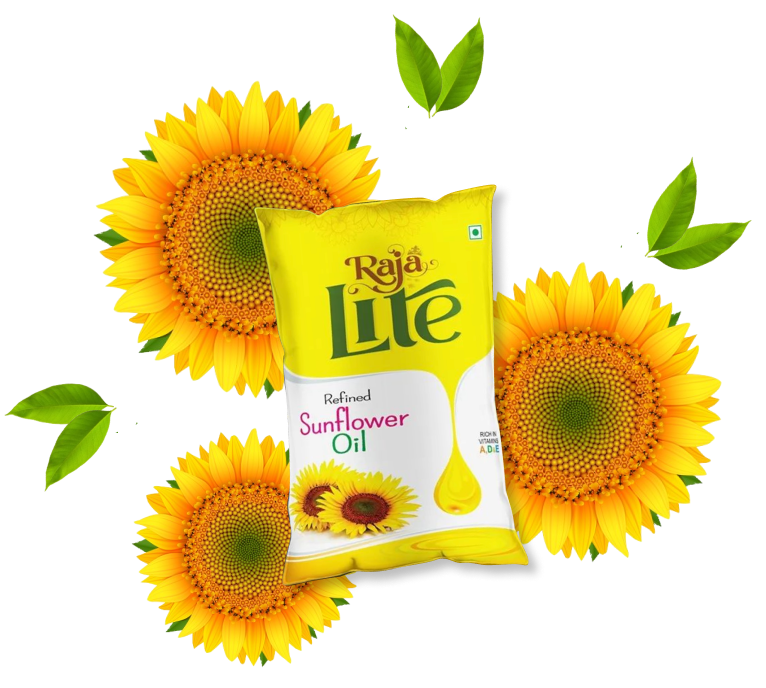 Raja
Lite
Refined
Sunflower
Oil
RICH IN
VITAMINS
A,D&E